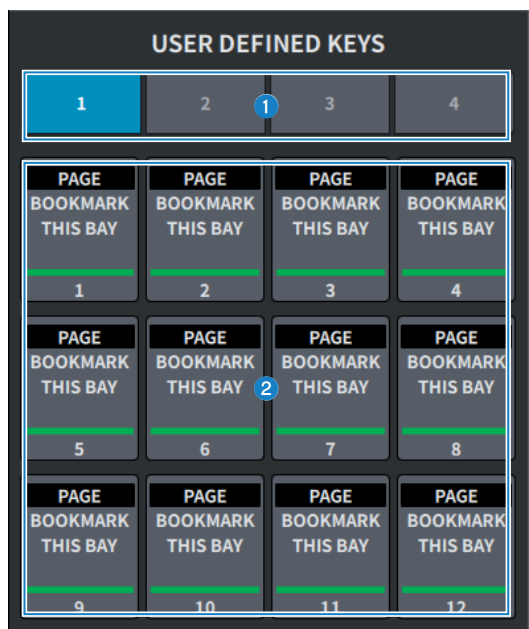 USER DEFINED KEYS
1 2 1 3 4
PAGE PAGE PAGE PAGE
BOOKMARK BOOKMARK BOOKMARK BOOKMARK
THIS BAY THIS BAY THIS BAY THIS BAY
1 2 3 4
PAGE PAGE PAGE PAGE
BOOKMARK BOOKMARK BOOKMARK BOOKMARK
THIS BAY THIS BAY 2 THIS BAY THIS BAY
5 6 7 8
PAGE PAGE PAGE PAGE
BOOKMARK BOOKMARK BOOKMARK BOOKMARK
THIS BAY THIS BAY THIS BAY THIS BAY
9 10 11 12